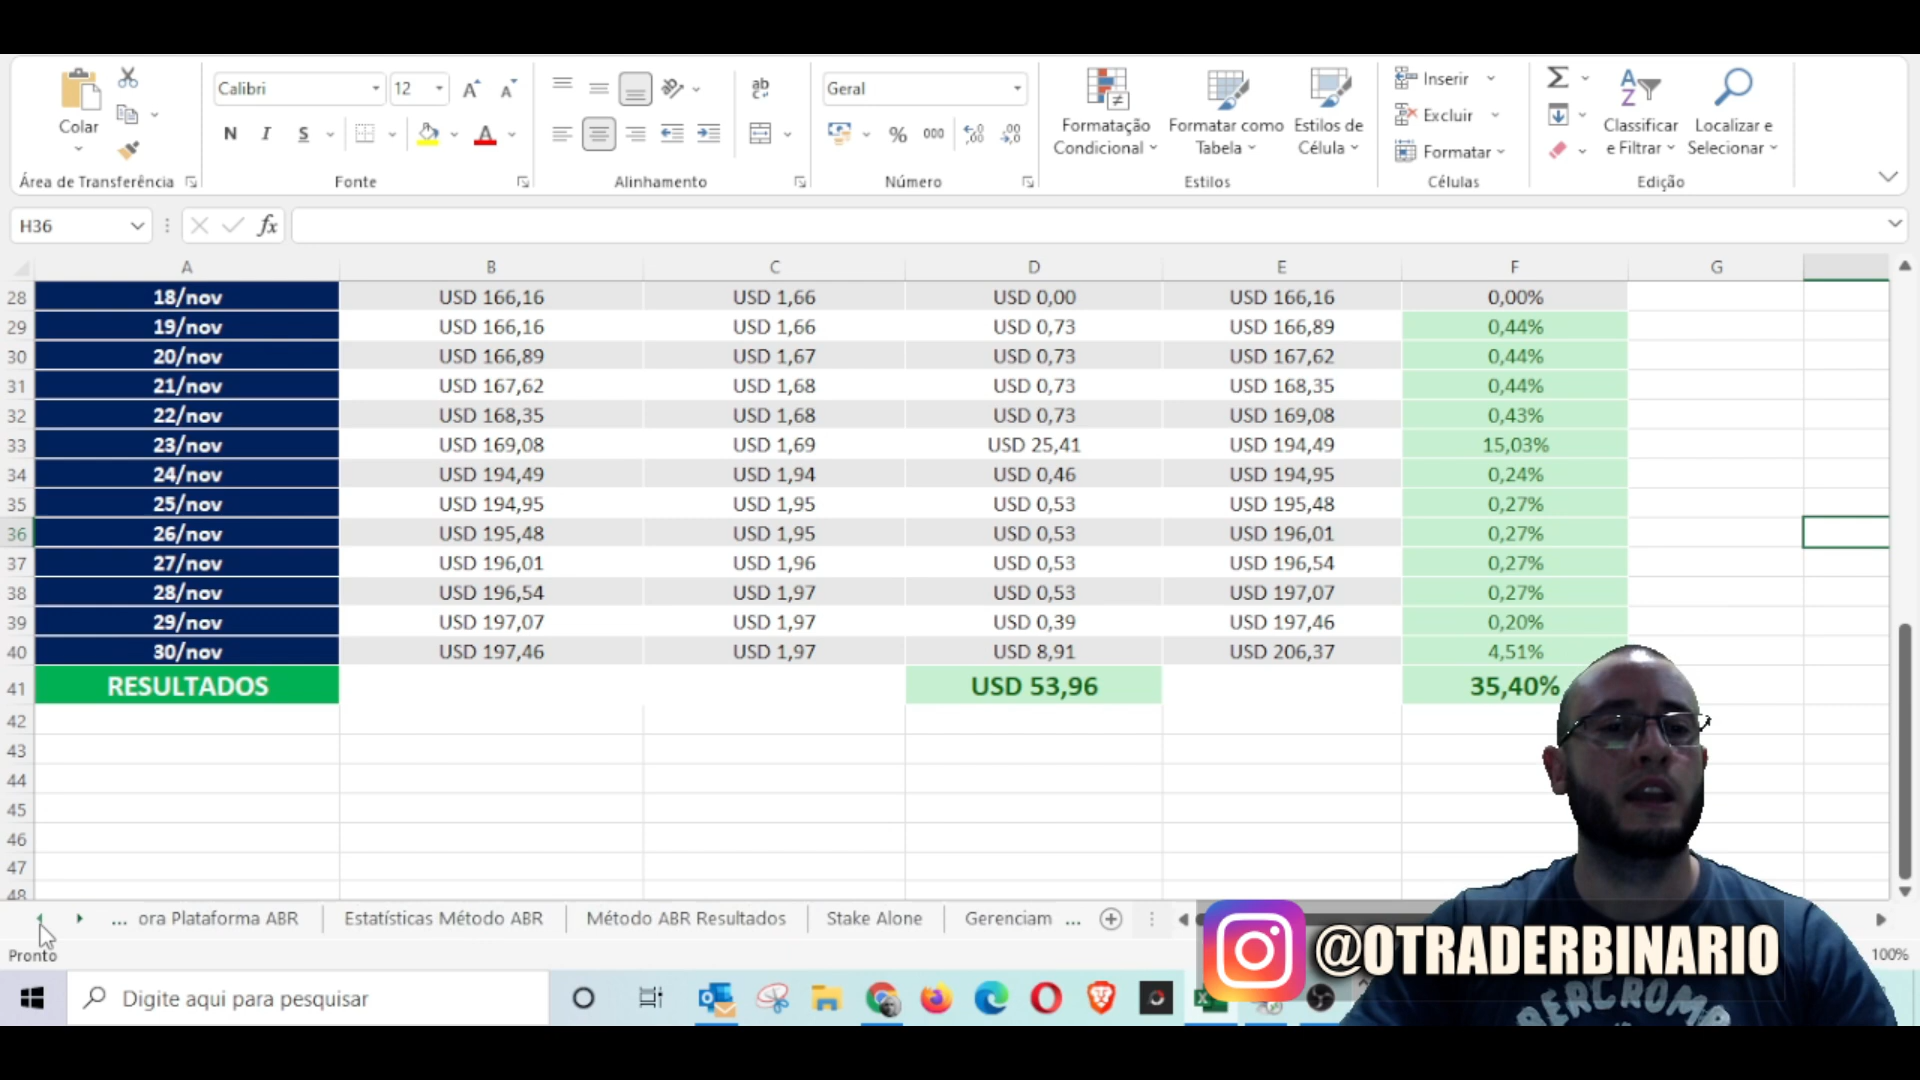 Colar
Área de Transferência
Calibri
12
N I S
Fonte
ab
Alinhamento
Geral
% 000
Número
Formatação Condicional
Formatar como Tabela
Estilos de Célula
Estilos
Inserir
Excluir
Formatar
Células
Classificar e Filtrar
Localizar e Selecionar
Edição
H36
fx
A B C D E F G
28 18/nov USD 166,16 USD 1,66 USD 0,00 USD 166,16 0,00%
29 19/nov USD 166,16 USD 1,66 USD 0,73 USD 166,89 0,44%
30 20/nov USD 166,89 USD 1,67 USD 0,73 USD 167,62 0,44%
31 21/nov USD 167,62 USD 1,68 USD 0,73 USD 168,35 0,44%
32 22/nov USD 168,35 USD 1,68 USD 0,73 USD 169,08 0,43%
33 23/nov USD 169,08 USD 1,69 USD 25,41 USD 194,49 15,03%
34 24/nov USD 194,49 USD 1,94 USD 0,46 USD 194,95 0,24%
35 25/nov USD 194,95 USD 1,95 USD 0,53 USD 195,48 0,27%
36 26/nov USD 195,48 USD 1,95 USD 0,53 USD 196,01 0,27%
37 27/nov USD 196,01 USD 1,96 USD 0,53 USD 196,54 0,27%
38 28/nov USD 196,54 USD 1,97 USD 0,53 USD 197,07 0,27%
39 29/nov USD 197,07 USD 1,97 USD 0,39 USD 197,46 0,20%
40 30/nov USD 197,46 USD 1,97 USD 8,91 USD 206,37 4,51%
41 RESULTADOS USD 53,96 35,40%
42
43
44
45
46
47
48
... ora Plataforma ABR Estatísticas Método ABR Método ABR Resultados Stake Alone Gerenciam ...
Pronto
100%
@OTRADERBINARIO
Digite aqui para pesquisar